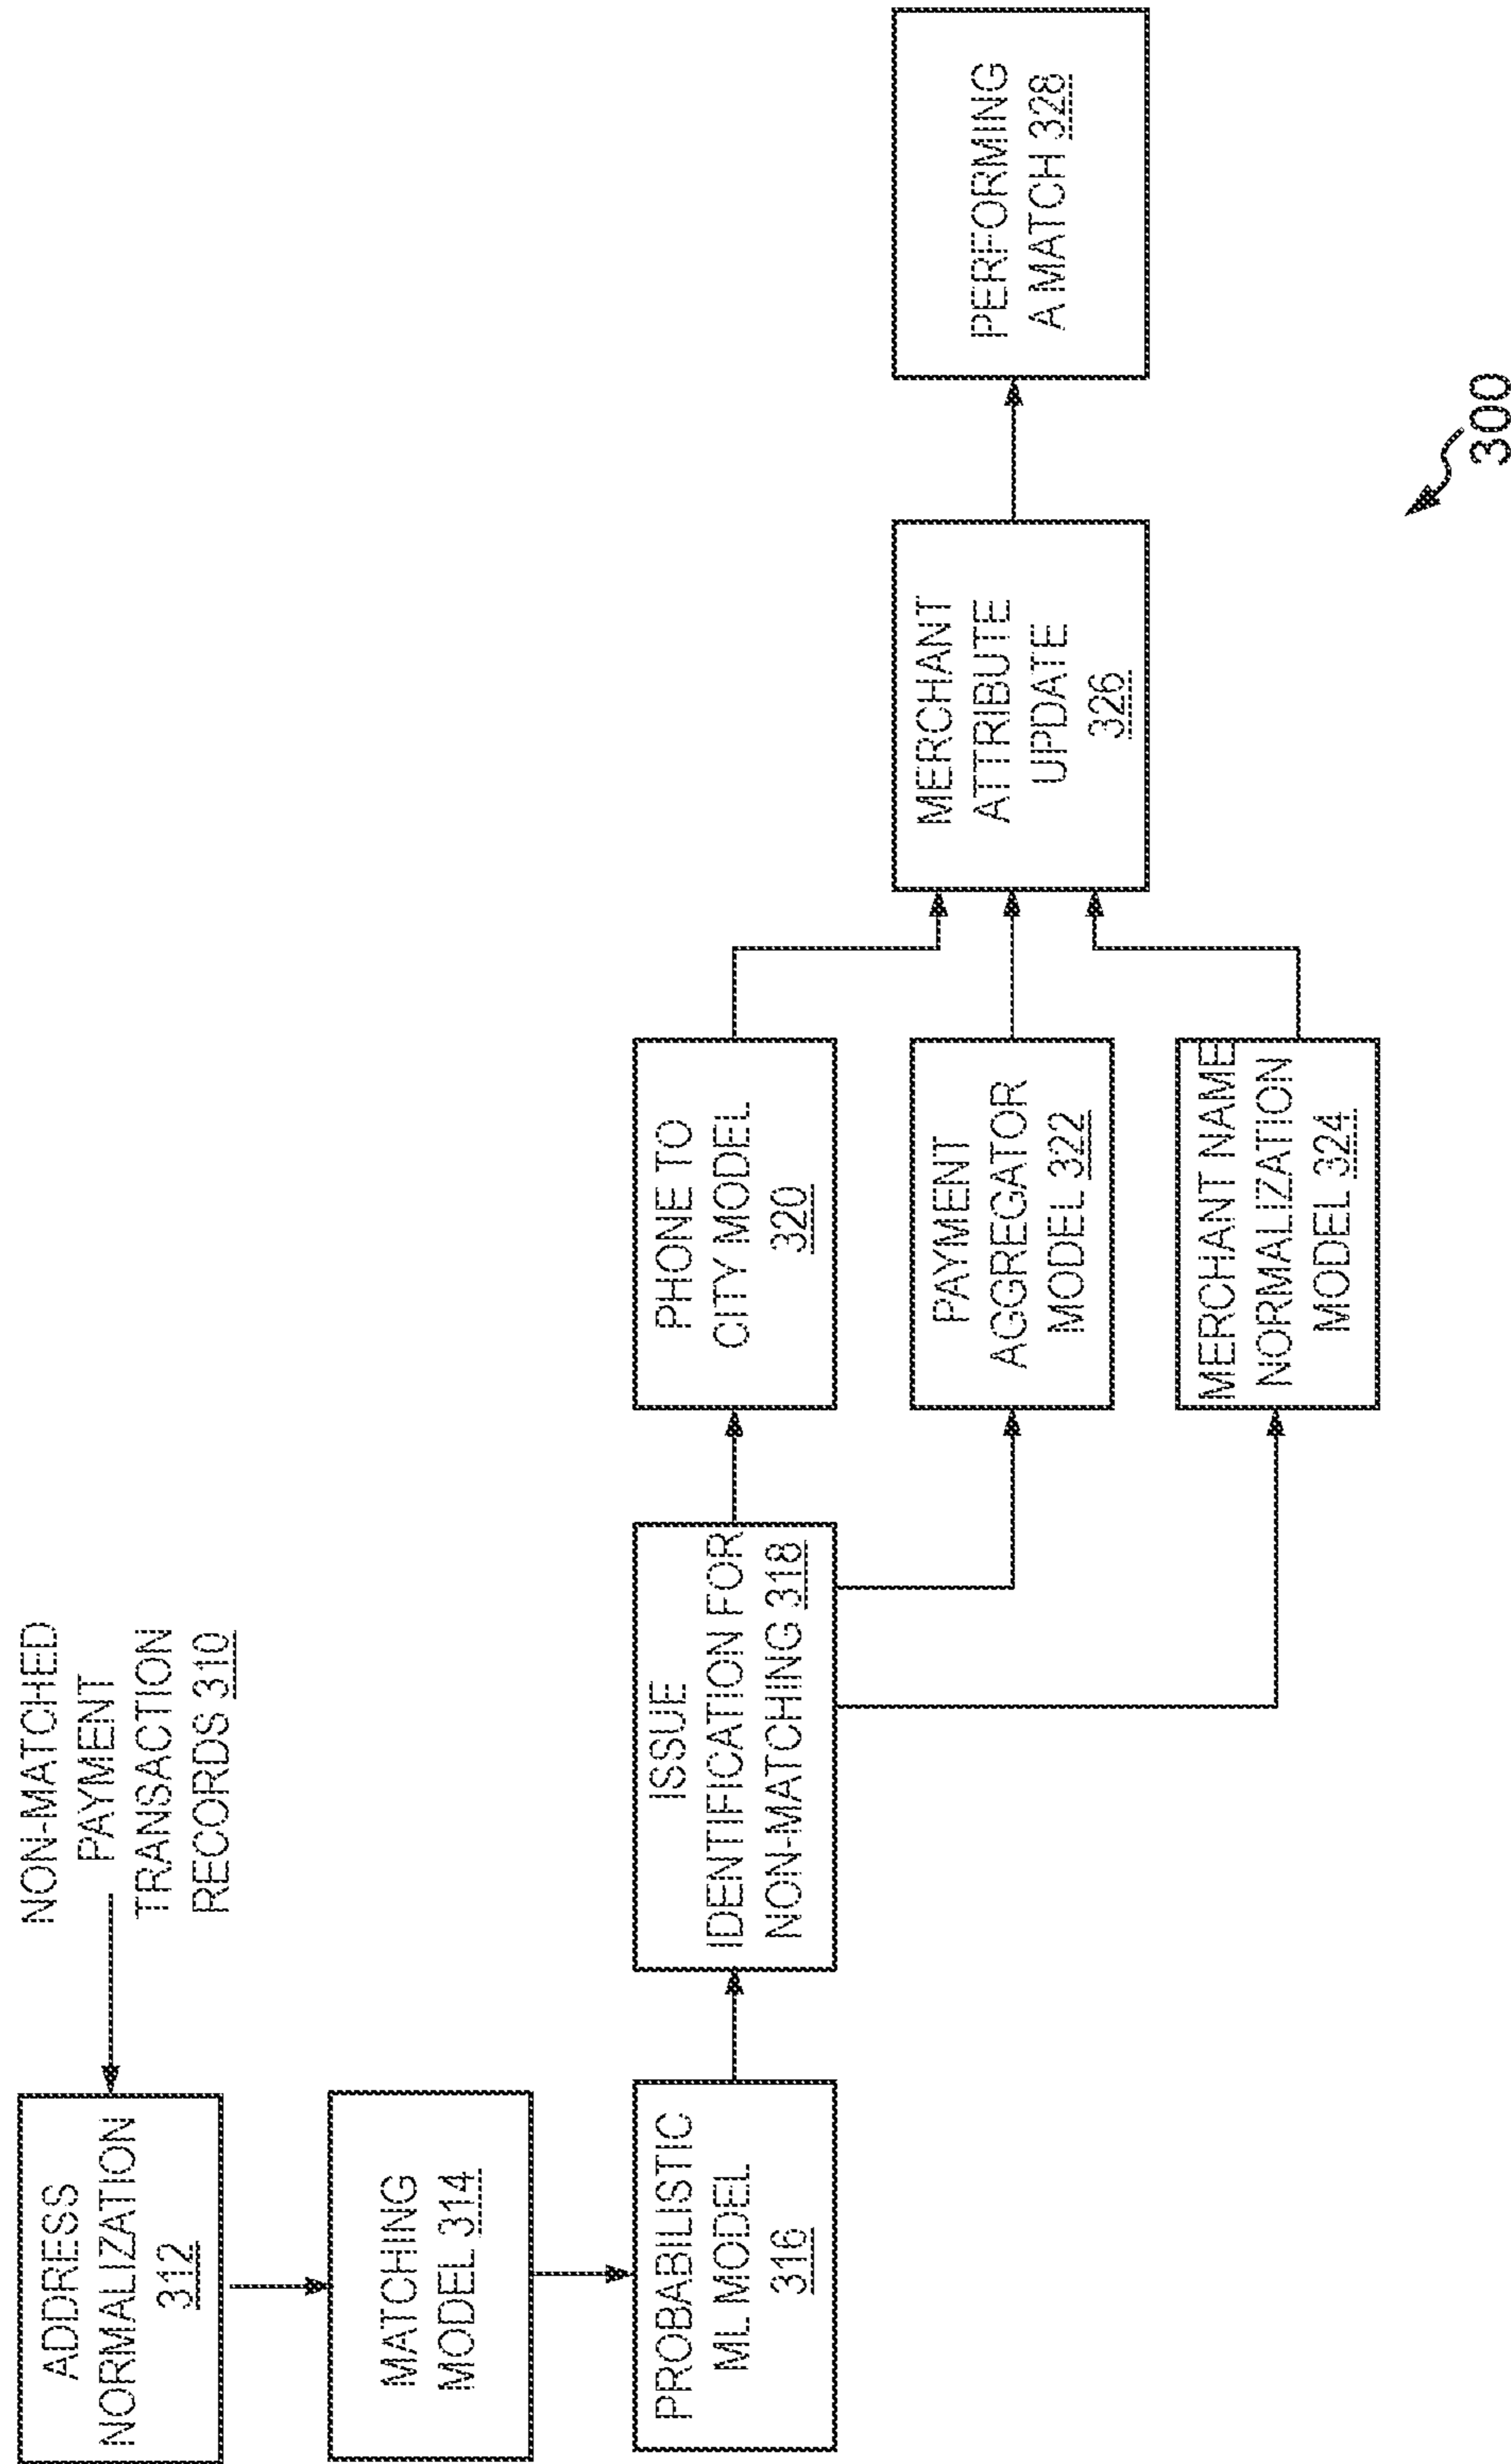 NON-MATCHED
PAYMENT
TRANSACTION
RECORDS 310
ADDRESS
NORMALIZATION
312
MATCHING
MODEL 314
PROBABILISTIC
ML MODEL
316
ISSUE
IDENTIFICATION FOR
NON-MATCHING 318
PHONE TO
CITY MODEL
320
PAYMENT
AGGREGATOR
MODEL 322
MERCHANT NAME
NORMALIZATION
MODEL 324
MERCHANT
ATTRIBUTE
UPDATE
326
PERFORMING
A MATCH 328
300